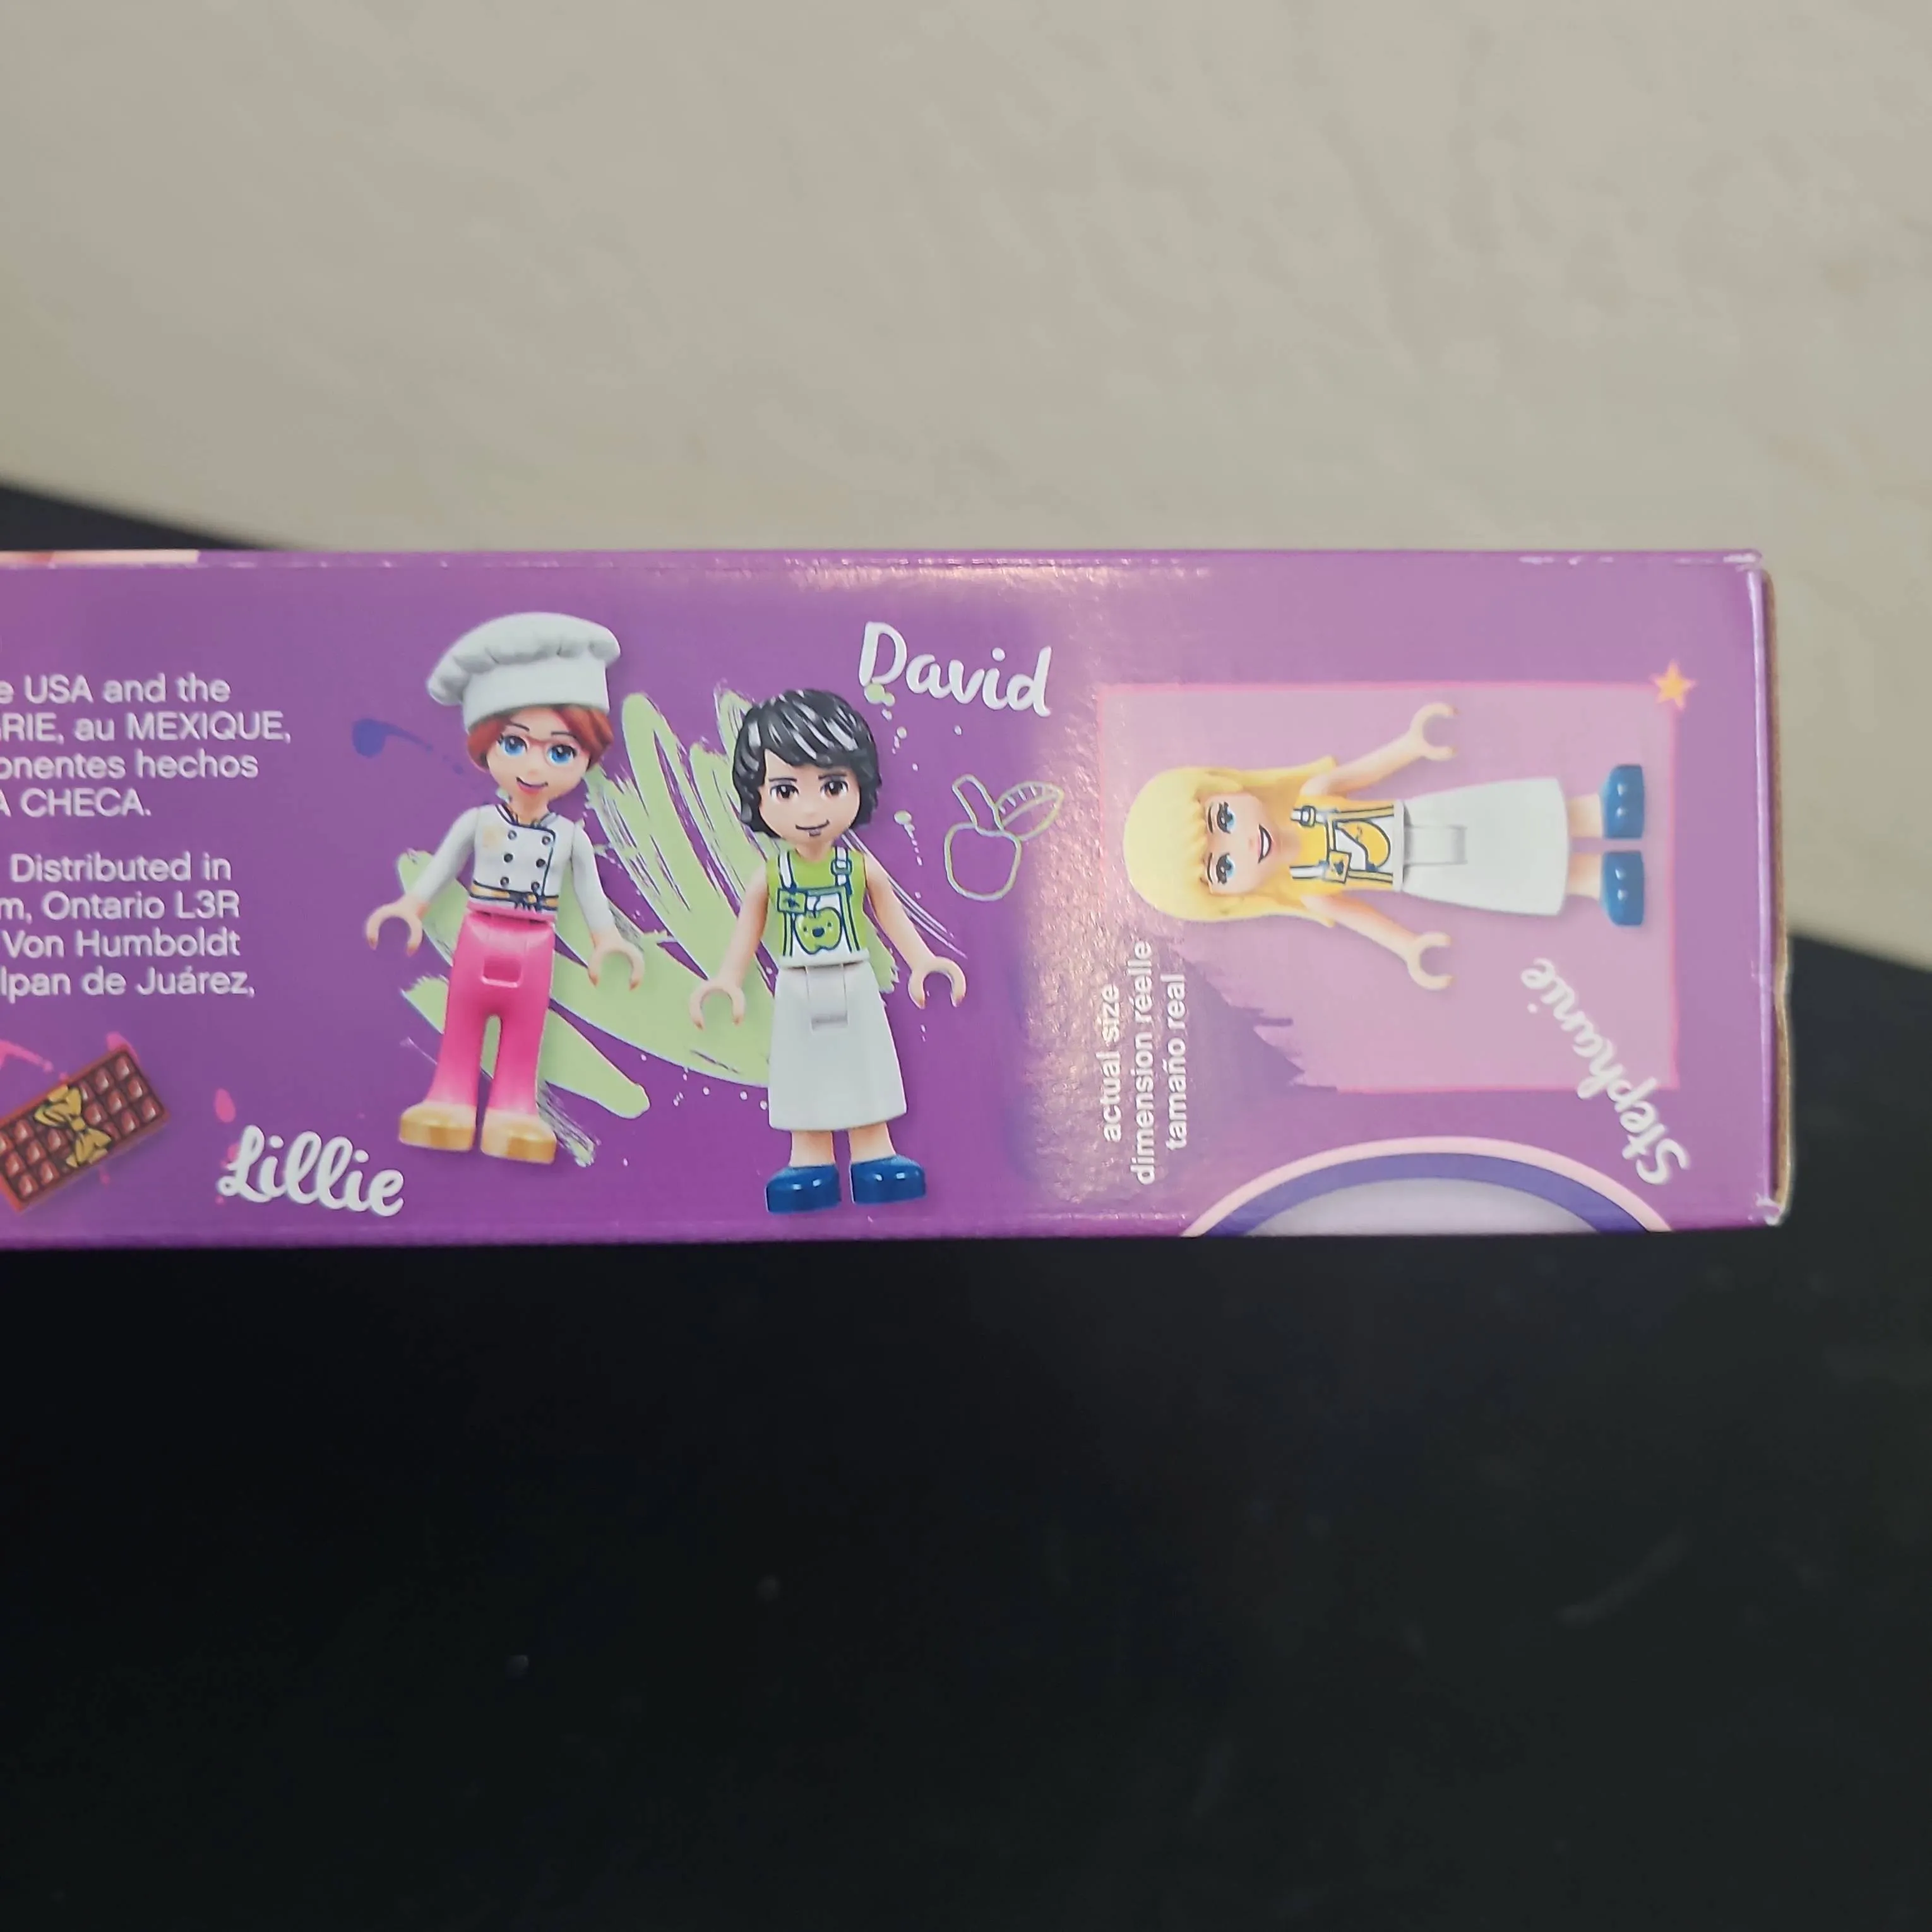 e USA and the
GRIE, au MEXIQUE,
onentes hechos
A CHECA.
Distributed in
m, Ontario L3R
Von Humboldt
lpan de Juárez,
Lillie
David
actual size
dimension réelle
tamaño real
Stephanie